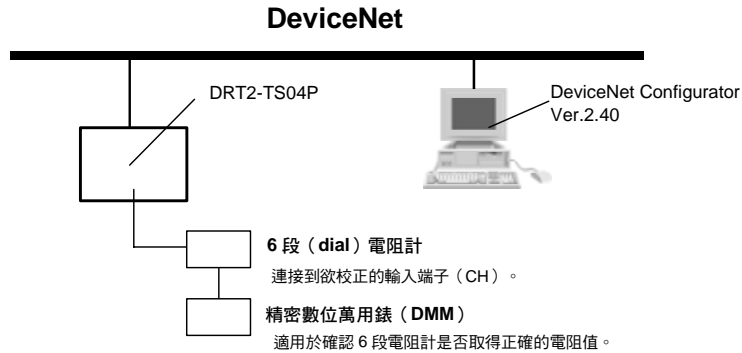 DeviceNet
DRT2-TS04P
DeviceNet Configurator
Ver.2.40
6 段（dial）電阻計
連接到欲校正的輸入端子（CH）。
精密數位萬用錶（DMM）
適用於確認 6 段電阻計是否取得正確的電阻值。